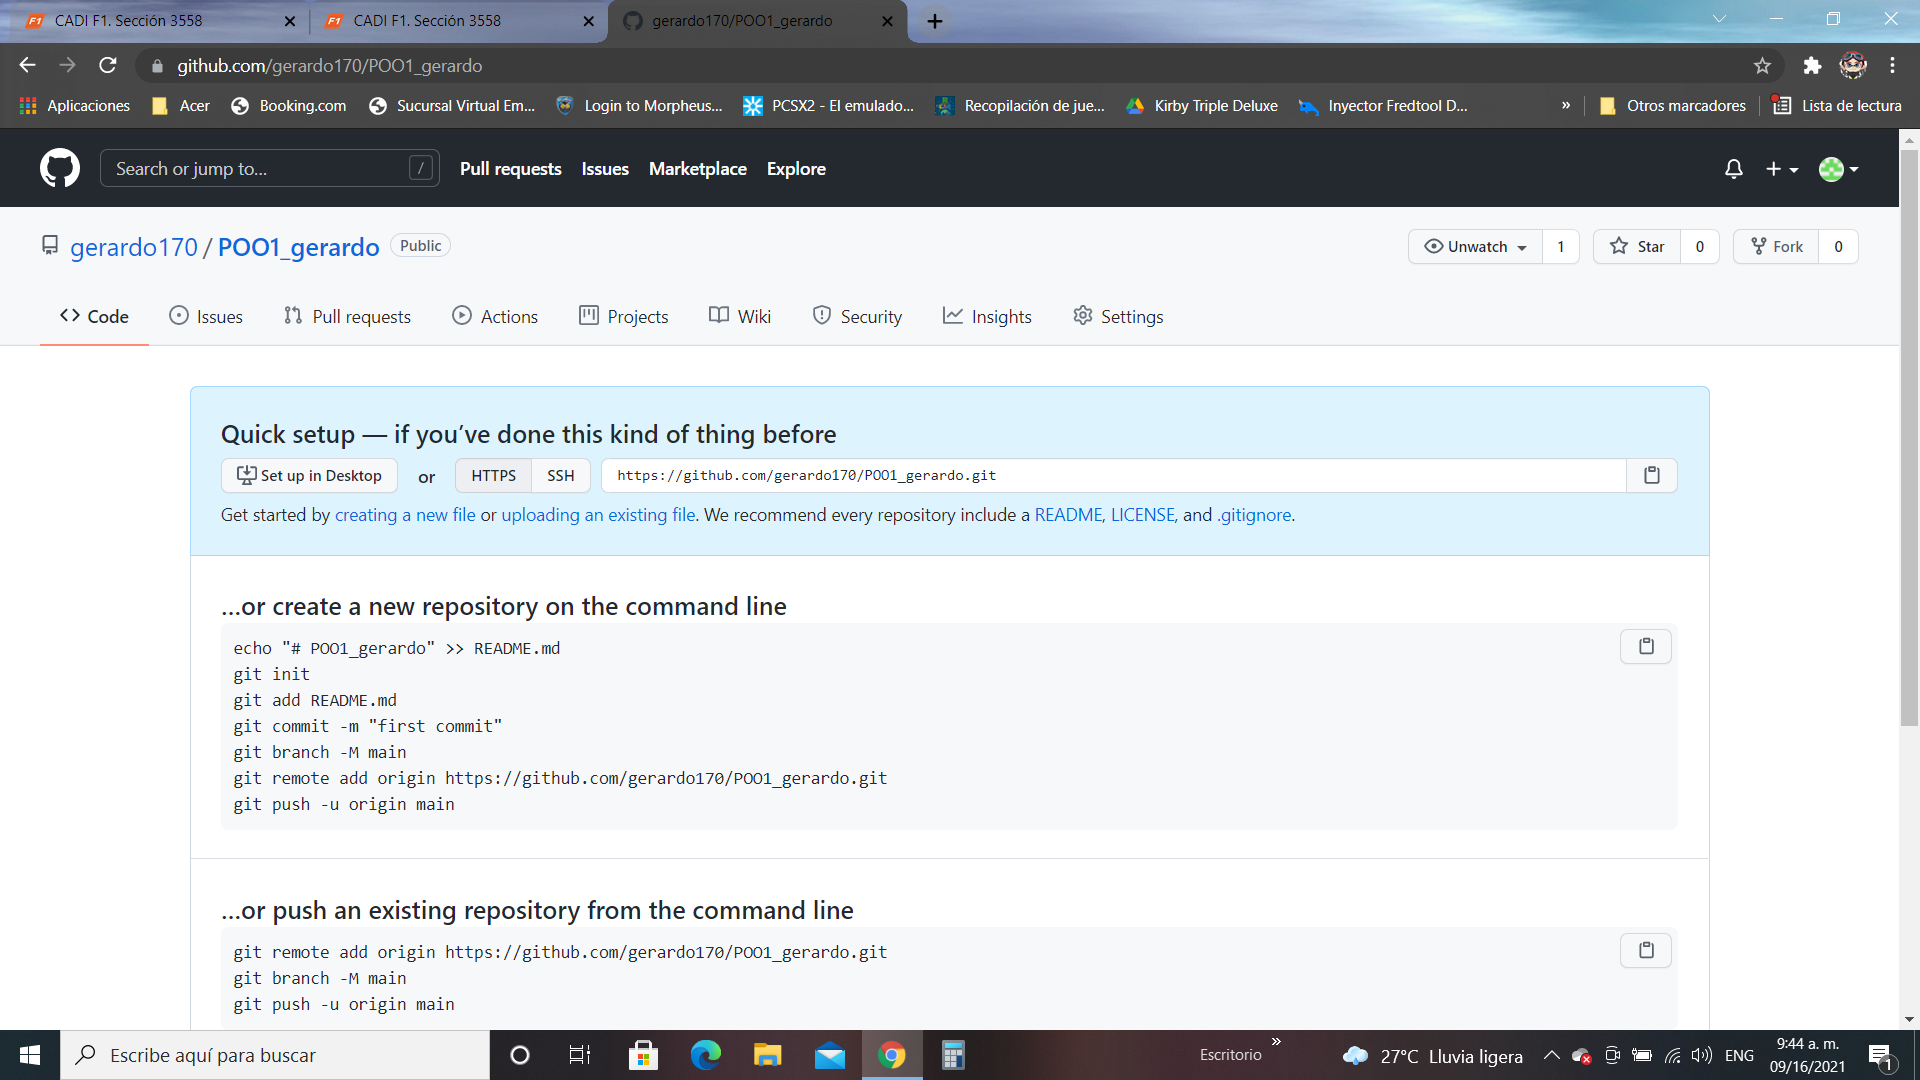 CADI F1. Sección 3558
CADI F1. Sección 3558
gerardo170/POO1_gerardo
github.com/gerardo170/POO1_gerardo
Aplicaciones
Acer
Booking.com
Sucursal Virtual Em...
Login to Morpheus...
PCSX2 - El emulado...
Recopilación de jue...
Kirby Triple Deluxe
Inyector Fredtool D...
»
Otros marcadores
Lista de lectura
Search or jump to...
/
Pull requests
Issues
Marketplace
Explore
gerardo170 / POO1_gerardo
Public
Unwatch
1
Star
0
Fork
0
Code
Issues
Pull requests
Actions
Projects
Wiki
Security
Insights
Settings
Quick setup — if you’ve done this kind of thing before
Set up in Desktop
or
HTTPS
SSH
https://github.com/gerardo170/POO1_gerardo.git
Get started by creating a new file or uploading an existing file. We recommend every repository include a README, LICENSE, and .gitignore.
…or create a new repository on the command line
echo "# POO1_gerardo" >> README.md
git init
git add README.md
git commit -m "first commit"
git branch -M main
git remote add origin https://github.com/gerardo170/POO1_gerardo.git
git push -u origin main
…or push an existing repository from the command line
git remote add origin https://github.com/gerardo170/POO1_gerardo.git
git branch -M main
git push -u origin main
Escribe aquí para buscar
Escritorio
»
27°C Lluvia ligera
ENG
9:44 a. m.
09/16/2021
1